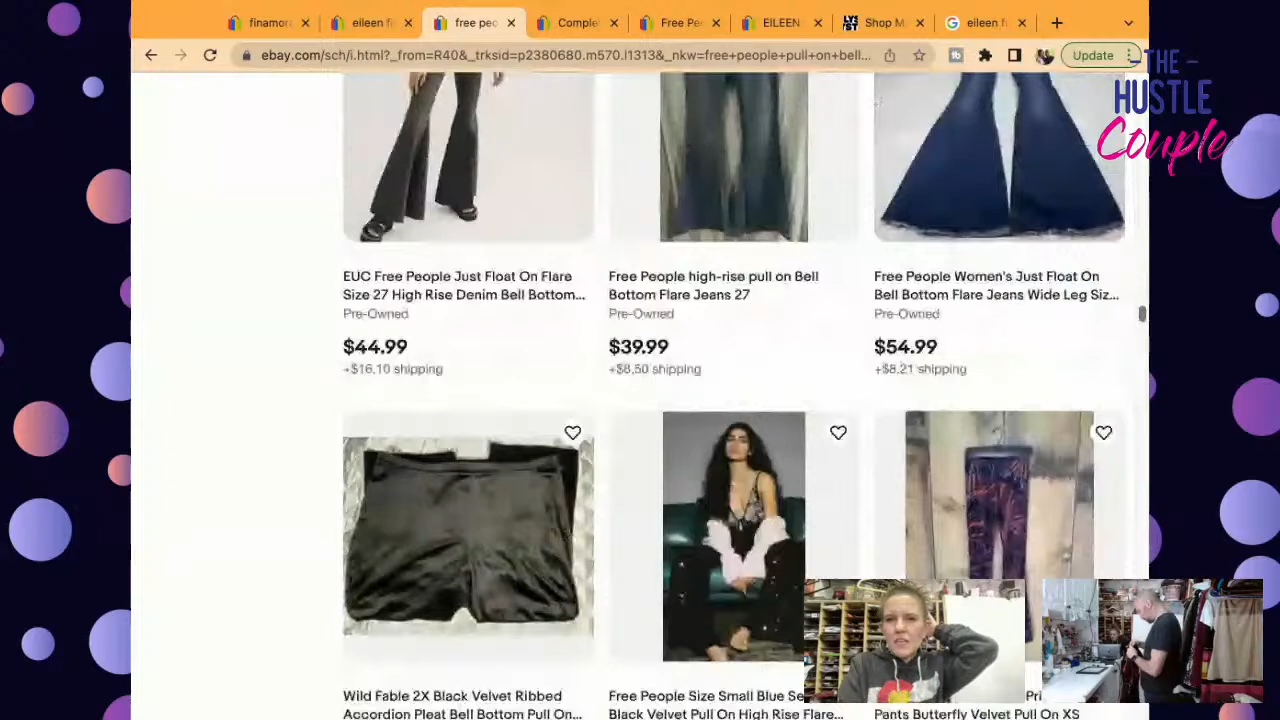 finamor
eileen fi
free peo
Comple
Free Pe
EILEEN
LYST
Shop M
eileen fi
ebay.com/sch/i.html?_from=R40&_trksid=p2380680.m570.l1313&_nkw=free+people+pull+on+bell...
Update
-THE-
HUSTLE
Couple
EUC Free People Just Float On Flare
Size 27 High Rise Denim Bell Bottom...
Pre-Owned
$44.99
+$16.10 shipping
Free People high-rise pull on Bell
Bottom Flare Jeans 27
Pre-Owned
$39.99
+$8.50 shipping
Free People Women's Just Float On
Bell Bottom Flare Jeans Wide Leg Siz...
Pre-Owned
$54.99
+$8.21 shipping
Wild Fable 2X Black Velvet Ribbed
Accordion Pleat Bell Bottom Pull On...
Free People Size Small Blue Se
Black Velvet Pull On High Rise Flare...
Pri
Pants Butterfly Velvet Pull On XS